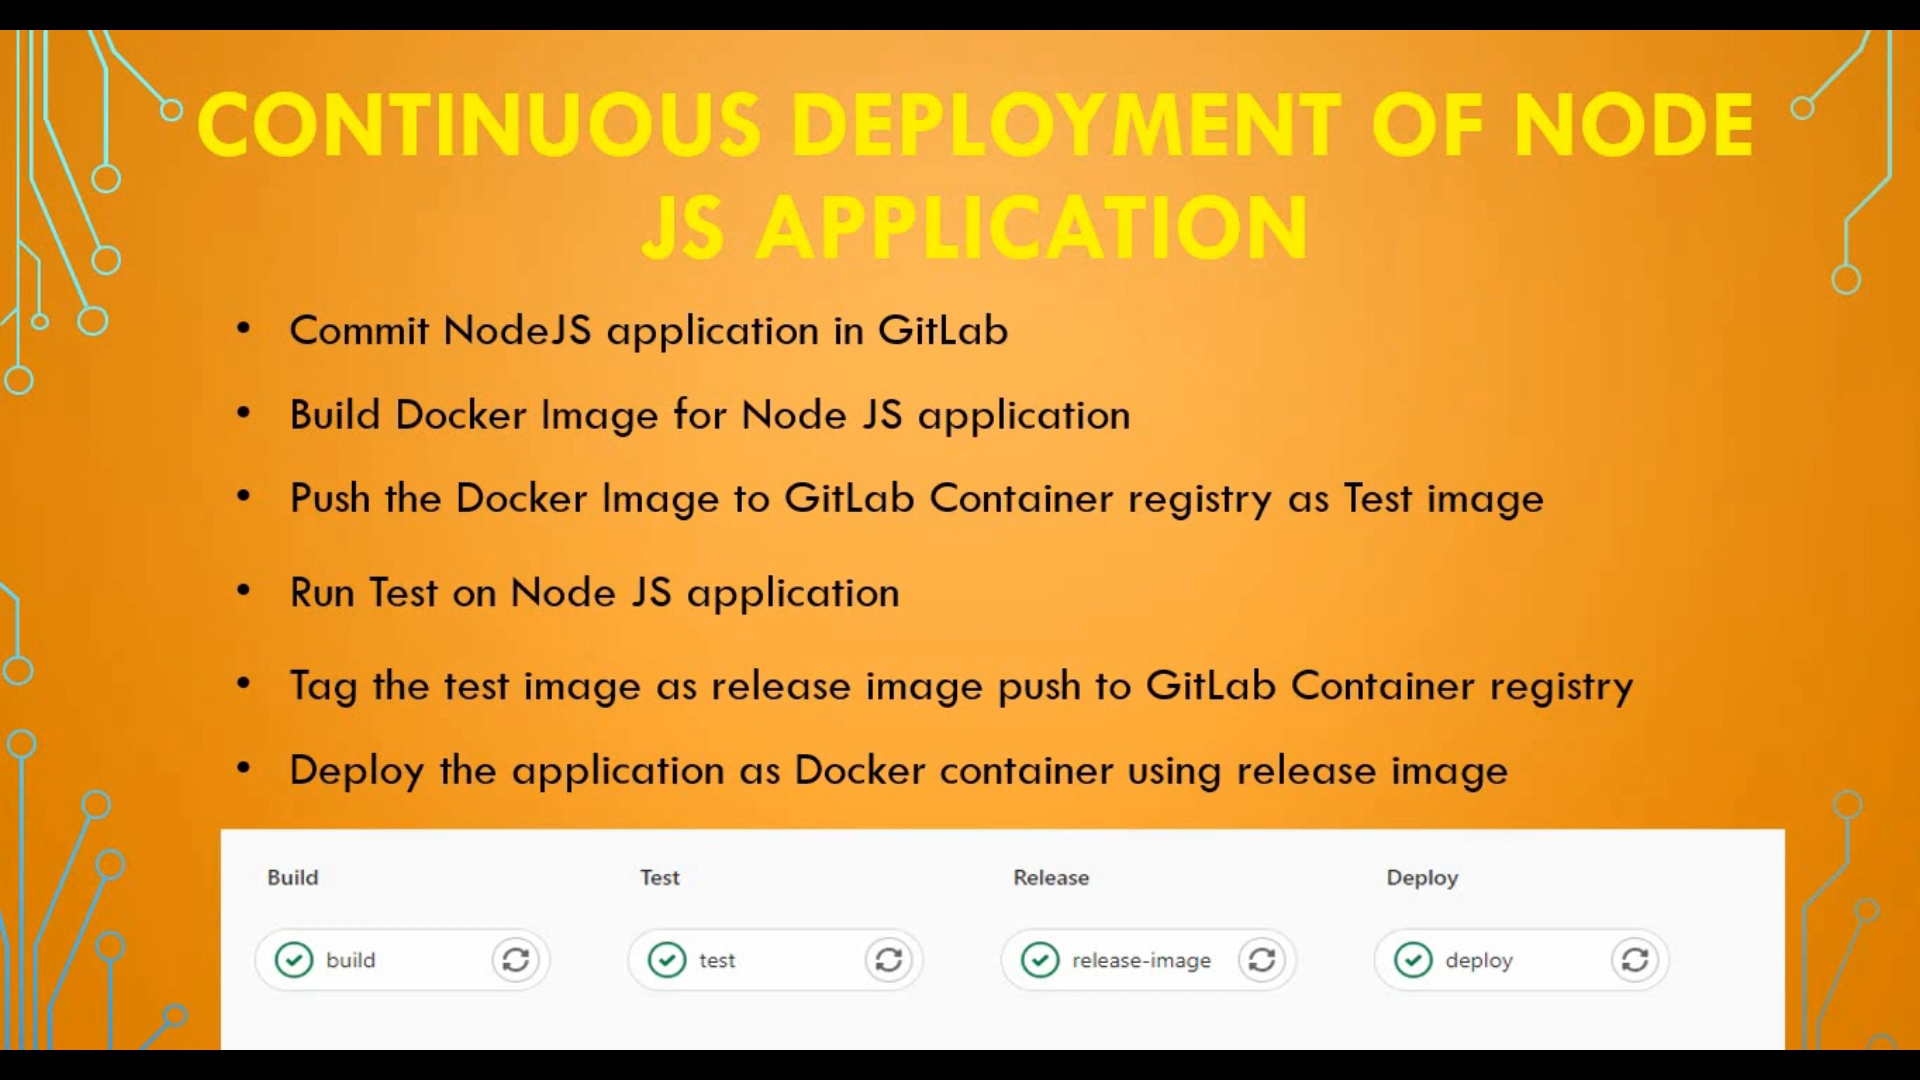 CONTINUOUS DEPLOYMENT OF NODE
JS APPLICATION
• Commit NodeJS application in GitLab
• Build Docker Image for Node JS application
• Push the Docker Image to GitLab Container registry as Test image
• Run Test on Node JS application
• Tag the test image as release image push to GitLab Container registry
• Deploy the application as Docker container using release image
Build Test Release Deploy
build test release-image deploy